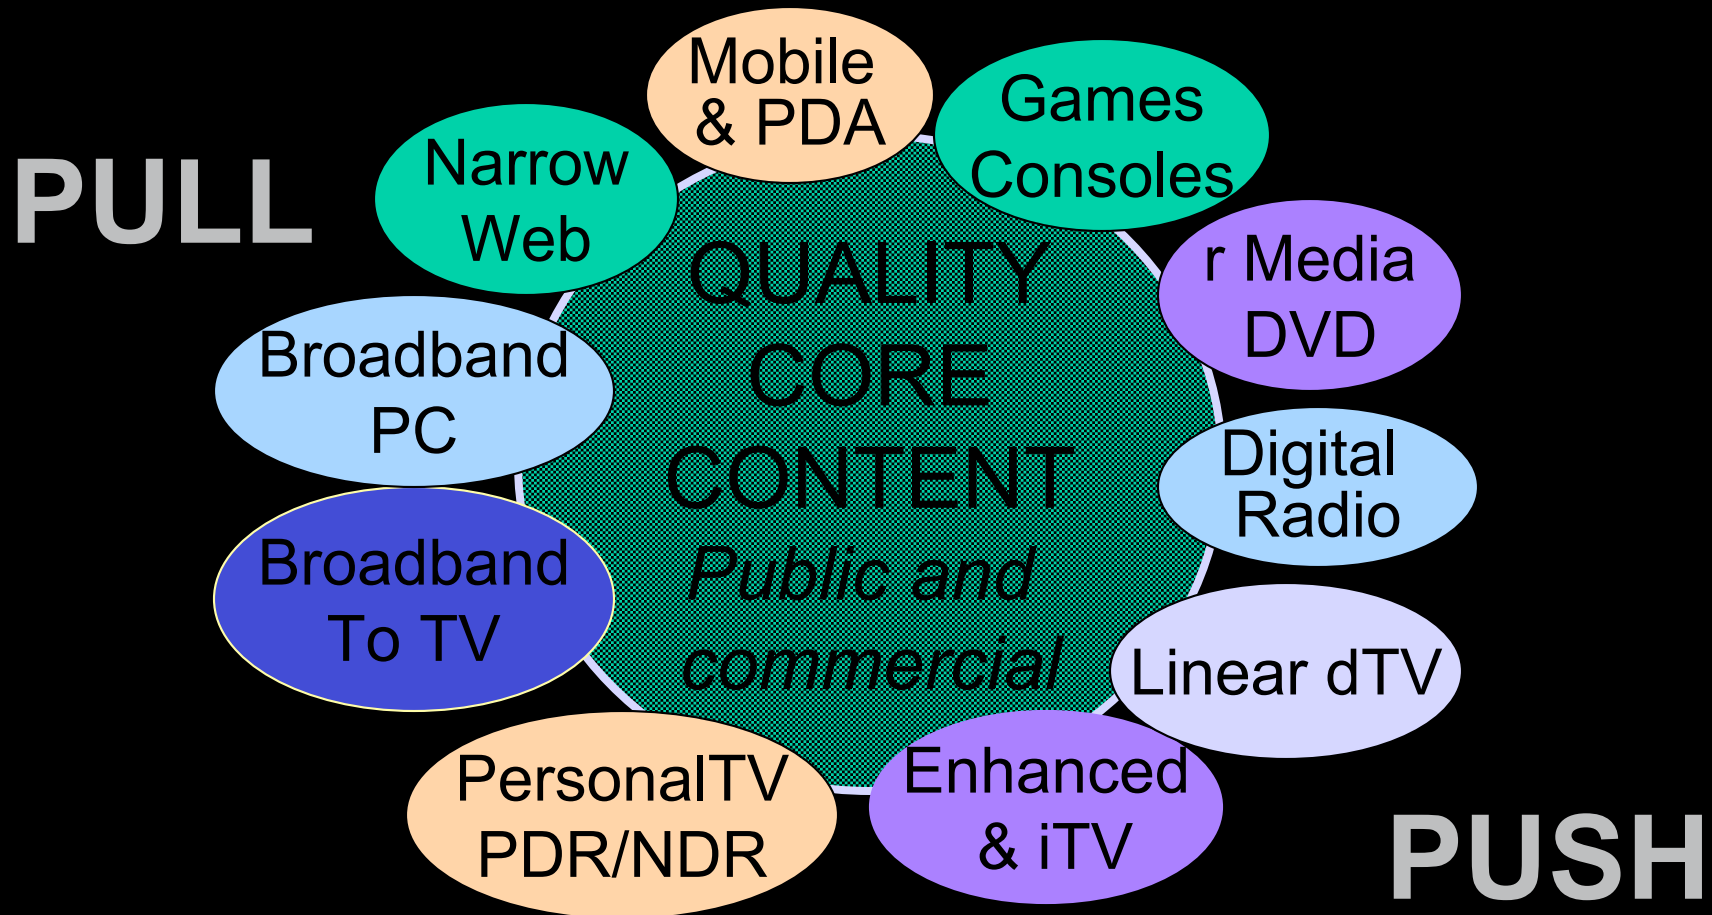 PULL
Mobile
& PDA
Games
Consoles
Narrow
Web
r Media
DVD
Broadband
PC
Digital
Radio
Broadband
To TV
Linear dTV
PersonalTV
PDR/NDR
Enhanced
& iTV
QUALITY
CORE
CONTENT
Public and
commercial
PUSH